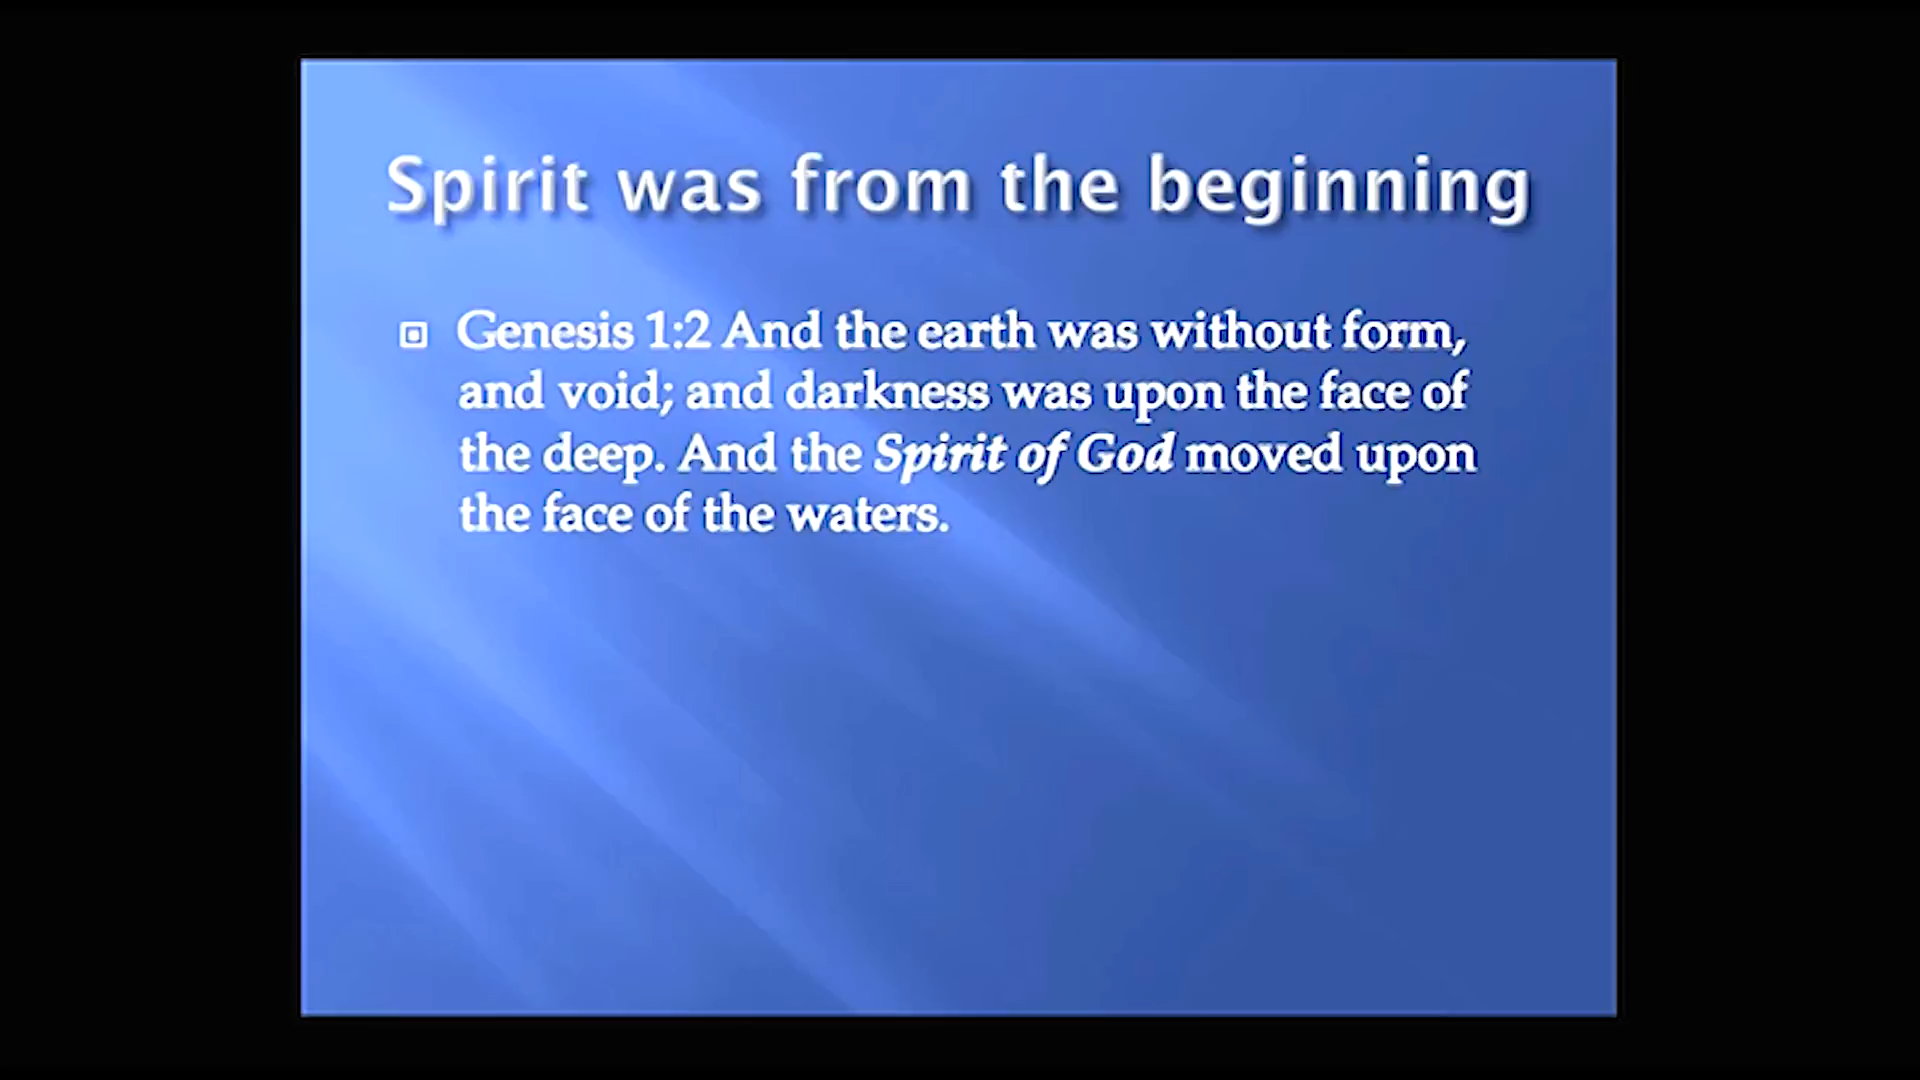 Spirit was from the beginning
Genesis 1:2 And the earth was without form,
and void; and darkness was upon the face of
the deep. And the Spirit of God moved upon
the face of the waters.